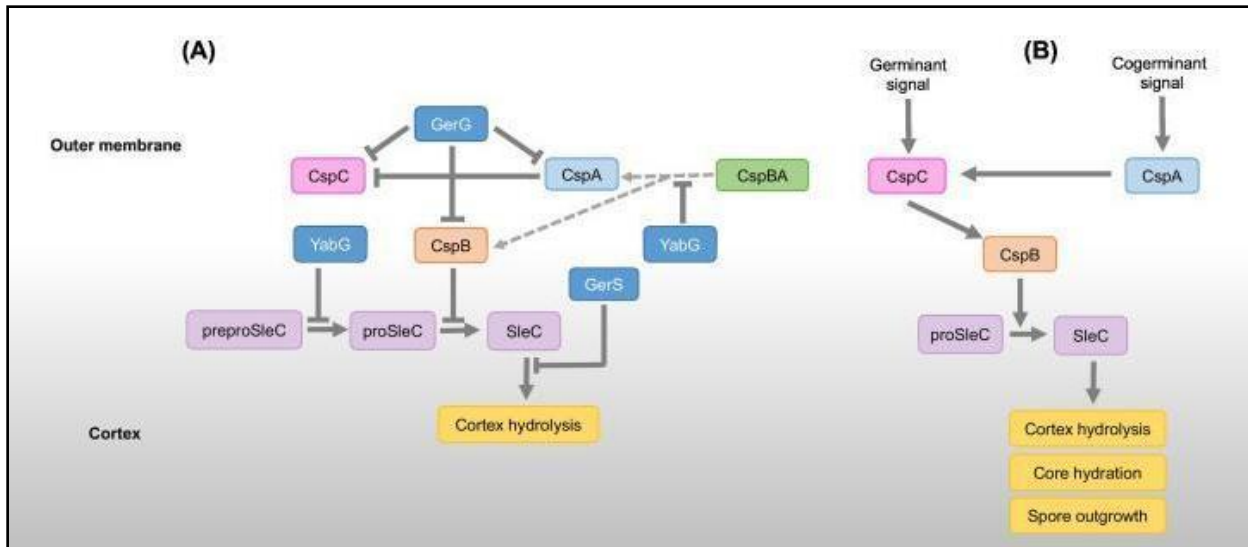 (A)
(B)
Germinant
signal
Cogerminant
signal
Outer membrane
GerG
CspC
CspA
CspBA
CspC
CspA
YabG
CspB
YabG
CspB
GerS
preproSleC
proSleC
SleC
proSleC
SleC
Cortex hydrolysis
Cortex
Cortex hydrolysis
Core hydration
Spore outgrowth